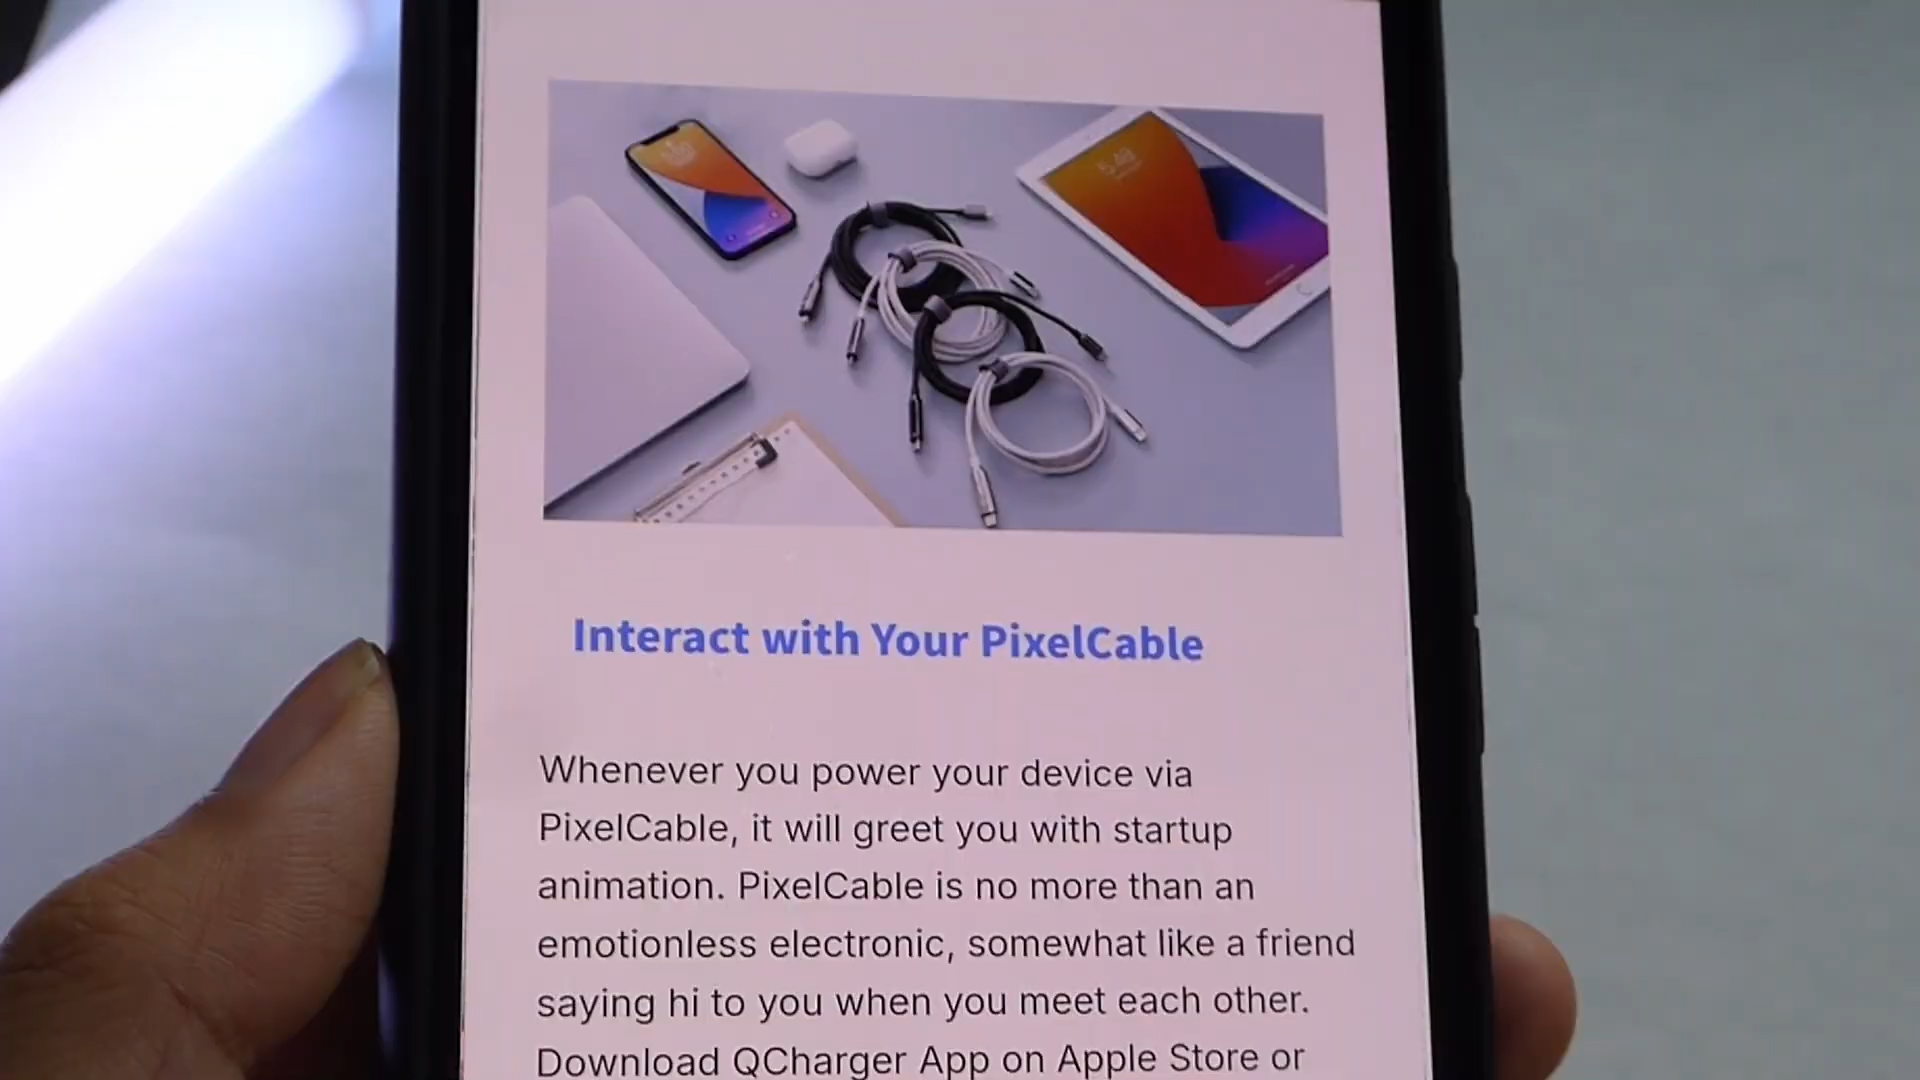 5:48
Interact with Your PixelCable
Whenever you power your device via
PixelCable, it will greet you with startup
animation. PixelCable is no more than an
emotionless electronic, somewhat like a friend
saying hi to you when you meet each other.
Download QCharger App on Apple Store or